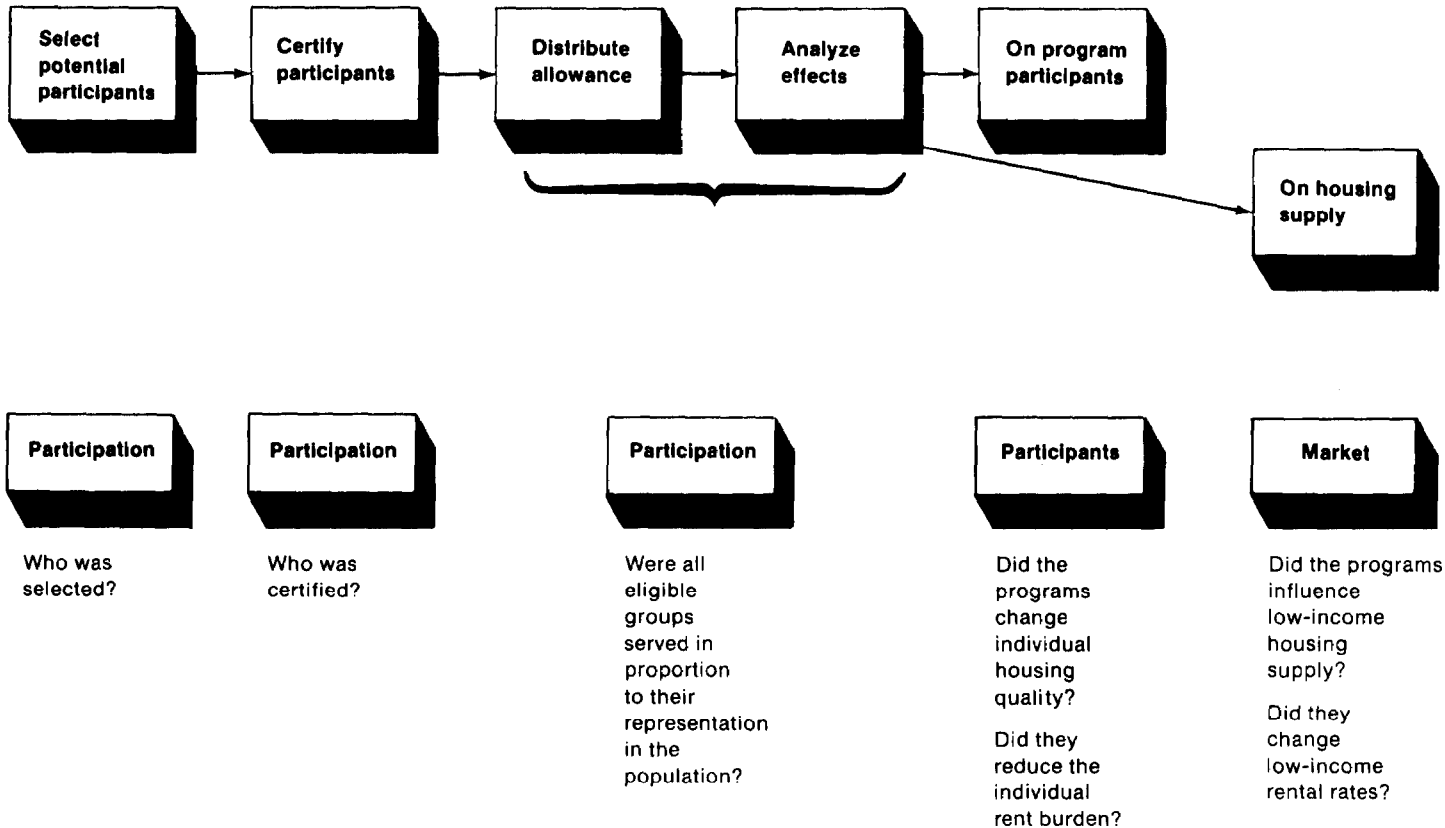 Select
potential
participants
Certify
participants
Distribute
allowance
Analyze
effects
On program
participants
On housing
supply
Participation
Participation
Participation
Participants
Market
Who was
selected?
Who was
certified?
Were all
eligible
groups
served in
proportion
to their
representation
in the
population?
Did the
programs
change
individual
housing
quality?
Did they
reduce the
individual
rent burden?
Did the programs
influence
low-income
housing
supply?
Did they
change
low-income
rental rates?